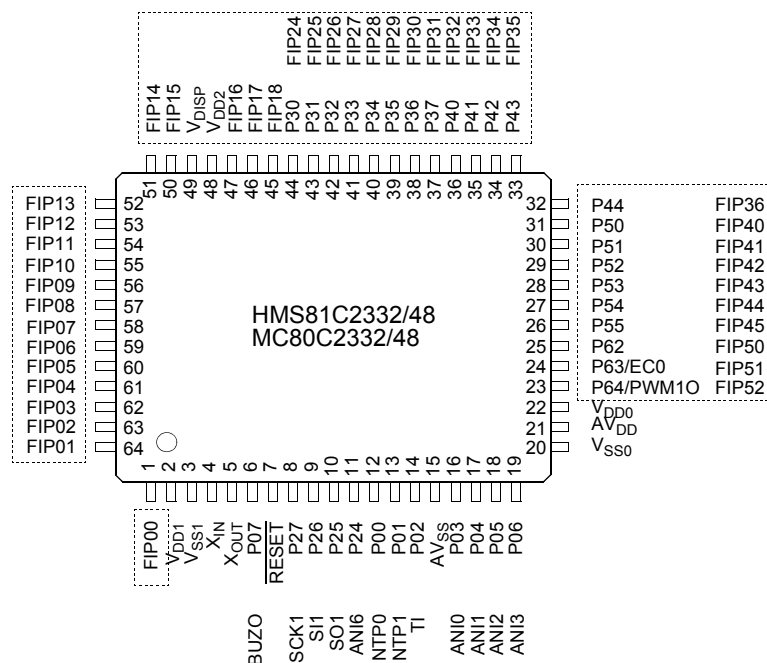 FIP24 FIP25 FIP26 FIP27 FIP28 FIP29 FIP30 FIP31 FIP32 FIP33 FIP34 FIP35
FIP14 FIP15 VDISP VDD2 FIP16 FIP17 FIP18 P30 P31 P32 P33 P34 P35 P36 P37 P40 P41 P42 P43
51 50 49 48 47 46 45 44 43 42 41 40 39 38 37 36 35 34 33
FIP13 52 32 P44 FIP36
FIP12 53 31 P50 FIP40
FIP11 54 30 P51 FIP41
FIP10 55 29 P52 FIP42
FIP09 56 28 P53 FIP43
FIP08 57 27 P54 FIP44
FIP07 58 26 P55 FIP45
FIP06 59 25 P62 FIP50
FIP05 60 24 P63/EC0 FIP51
FIP04 61 23 P64/PWM1O FIP52
FIP03 62 22 VDD0
FIP02 63 21 AVDD
FIP01 64 20 VSS0
HMS81C2332/48
MC80C2332/48
1 2 3 4 5 6 7 8 9 10 11 12 13 14 15 16 17 18 19
FIP00 VDD1 VSS1 XIN XOUT P07 RESET P27 P26 P25 P24 P00 P01 P02 AVSS P03 P04 P05 P06
BUZO SCK1 SI1 SO1 ANI6 NTP0 NTP1 TI ANI0 ANI1 ANI2 ANI3